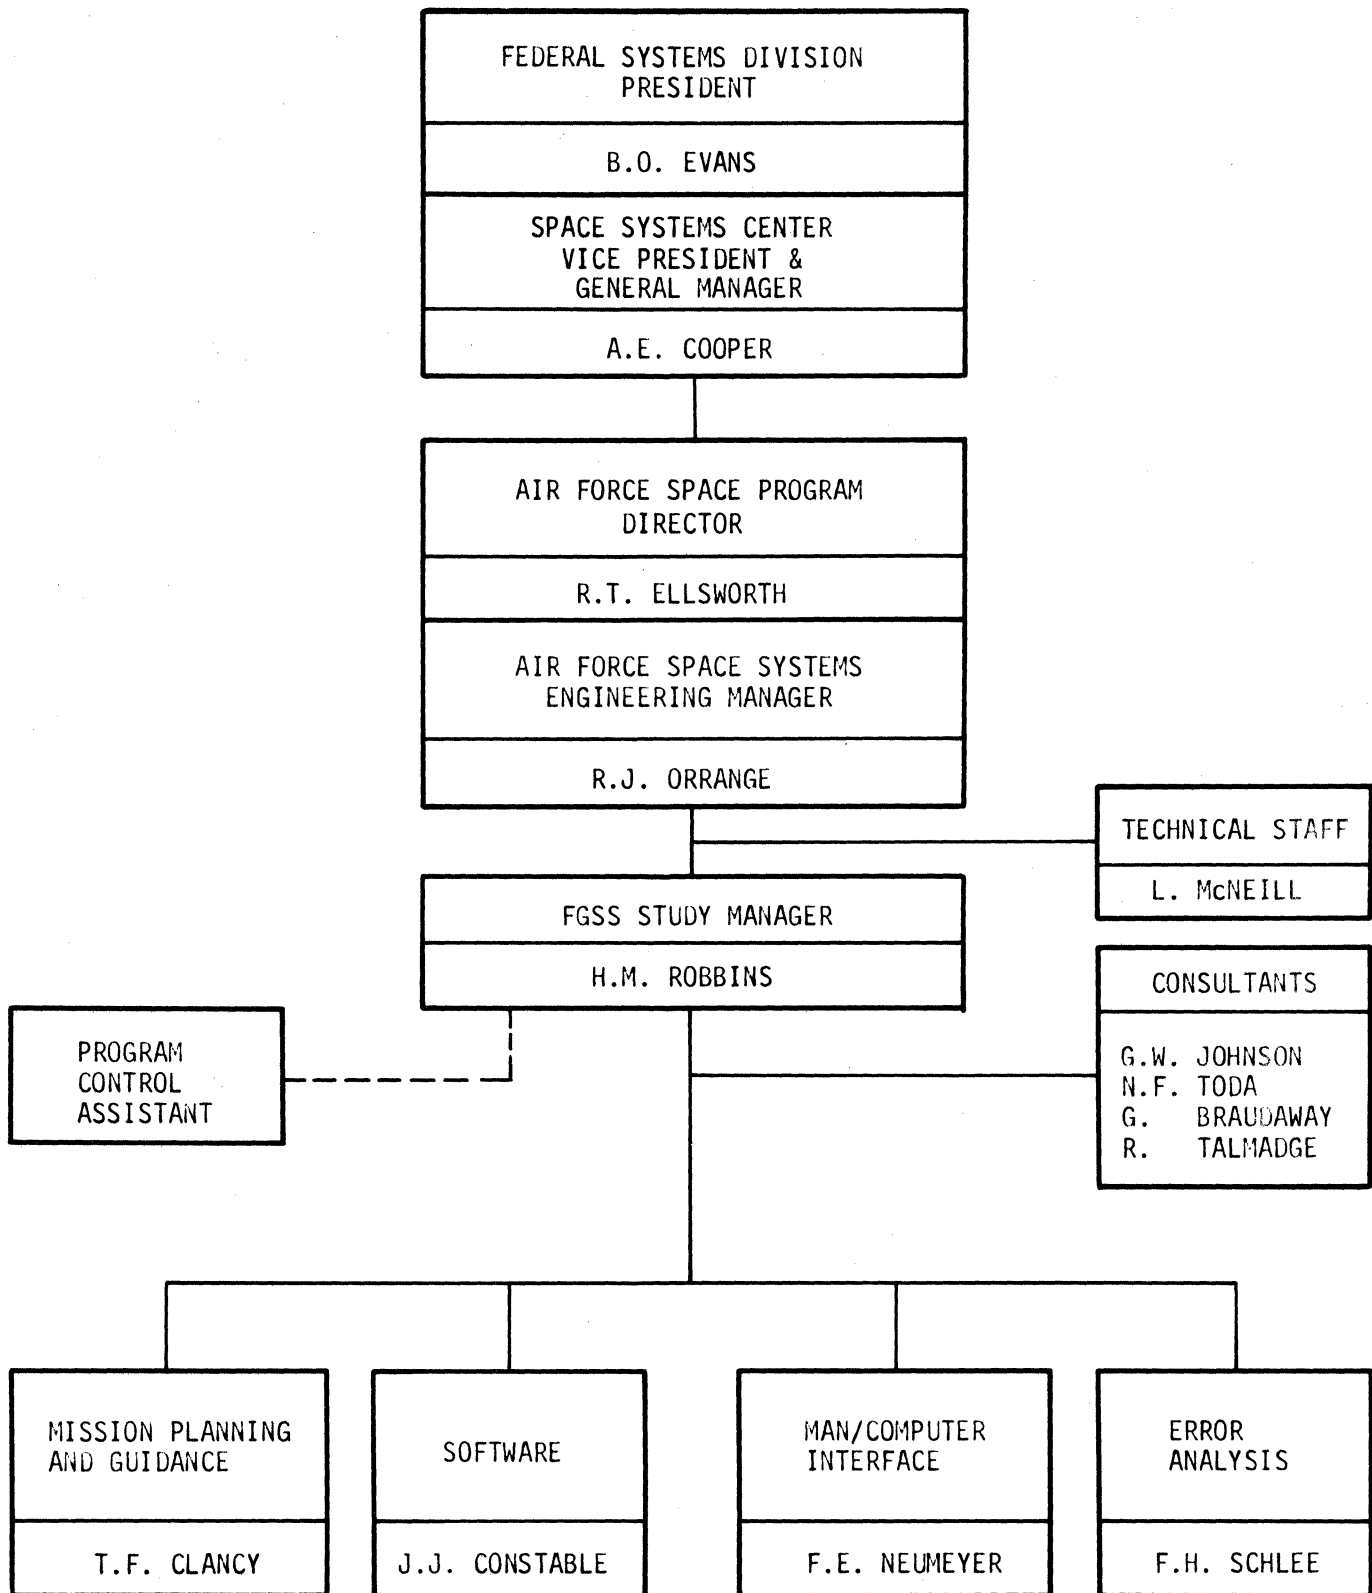 FEDERAL SYSTEMS DIVISION
PRESIDENT
B.O. EVANS
SPACE SYSTEMS CENTER
VICE PRESIDENT &
GENERAL MANAGER
A.E. COOPER
AIR FORCE SPACE PROGRAM
DIRECTOR
R.T. ELLSWORTH
AIR FORCE SPACE SYSTEMS
ENGINEERING MANAGER
R.J. ORRANGE
TECHNICAL STAFF
L. McNEILL
FGSS STUDY MANAGER
H.M. ROBBINS
CONSULTANTS
G.W. JOHNSON
N.F. TODA
G. BRAUDAWAY
R. TALMADGE
PROGRAM
CONTROL
ASSISTANT
MISSION PLANNING
AND GUIDANCE
T.F. CLANCY
SOFTWARE
J.J. CONSTABLE
MAN/COMPUTER
INTERFACE
F.E. NEUMEYER
ERROR
ANALYSIS
F.H. SCHLEE